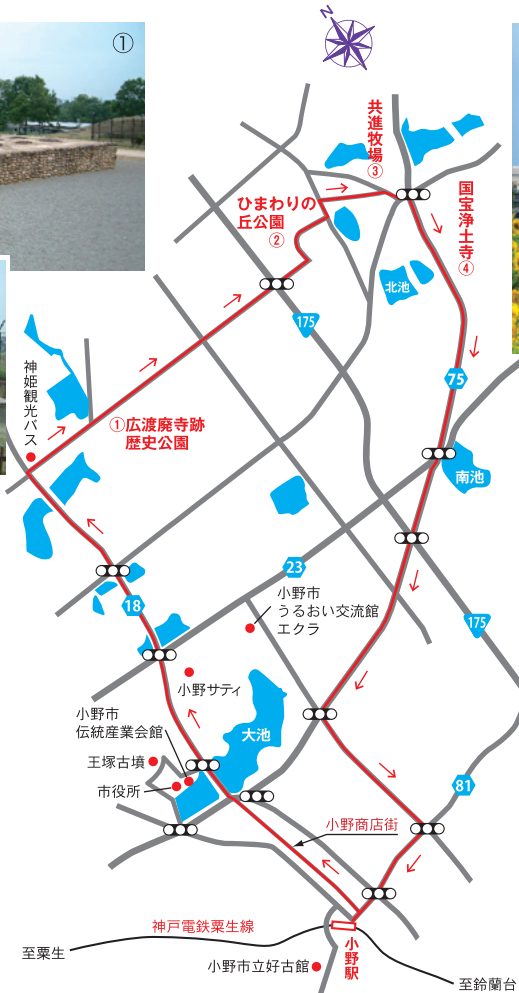 ①
N
共進牧場③
ひまわりの
丘公園
②
国宝浄土寺④
北池
175
神姫観光バス
75
①広渡廃寺跡
歴史公園
南池
23
小野市
うるおい交流館
エクラ
18
175
小野サティ
小野市
伝統産業会館
大池
王塚古墳
市役所
81
小野商店街
神戸電鉄粟生線
至粟生
小野駅
小野市立好古館
至鈴蘭台